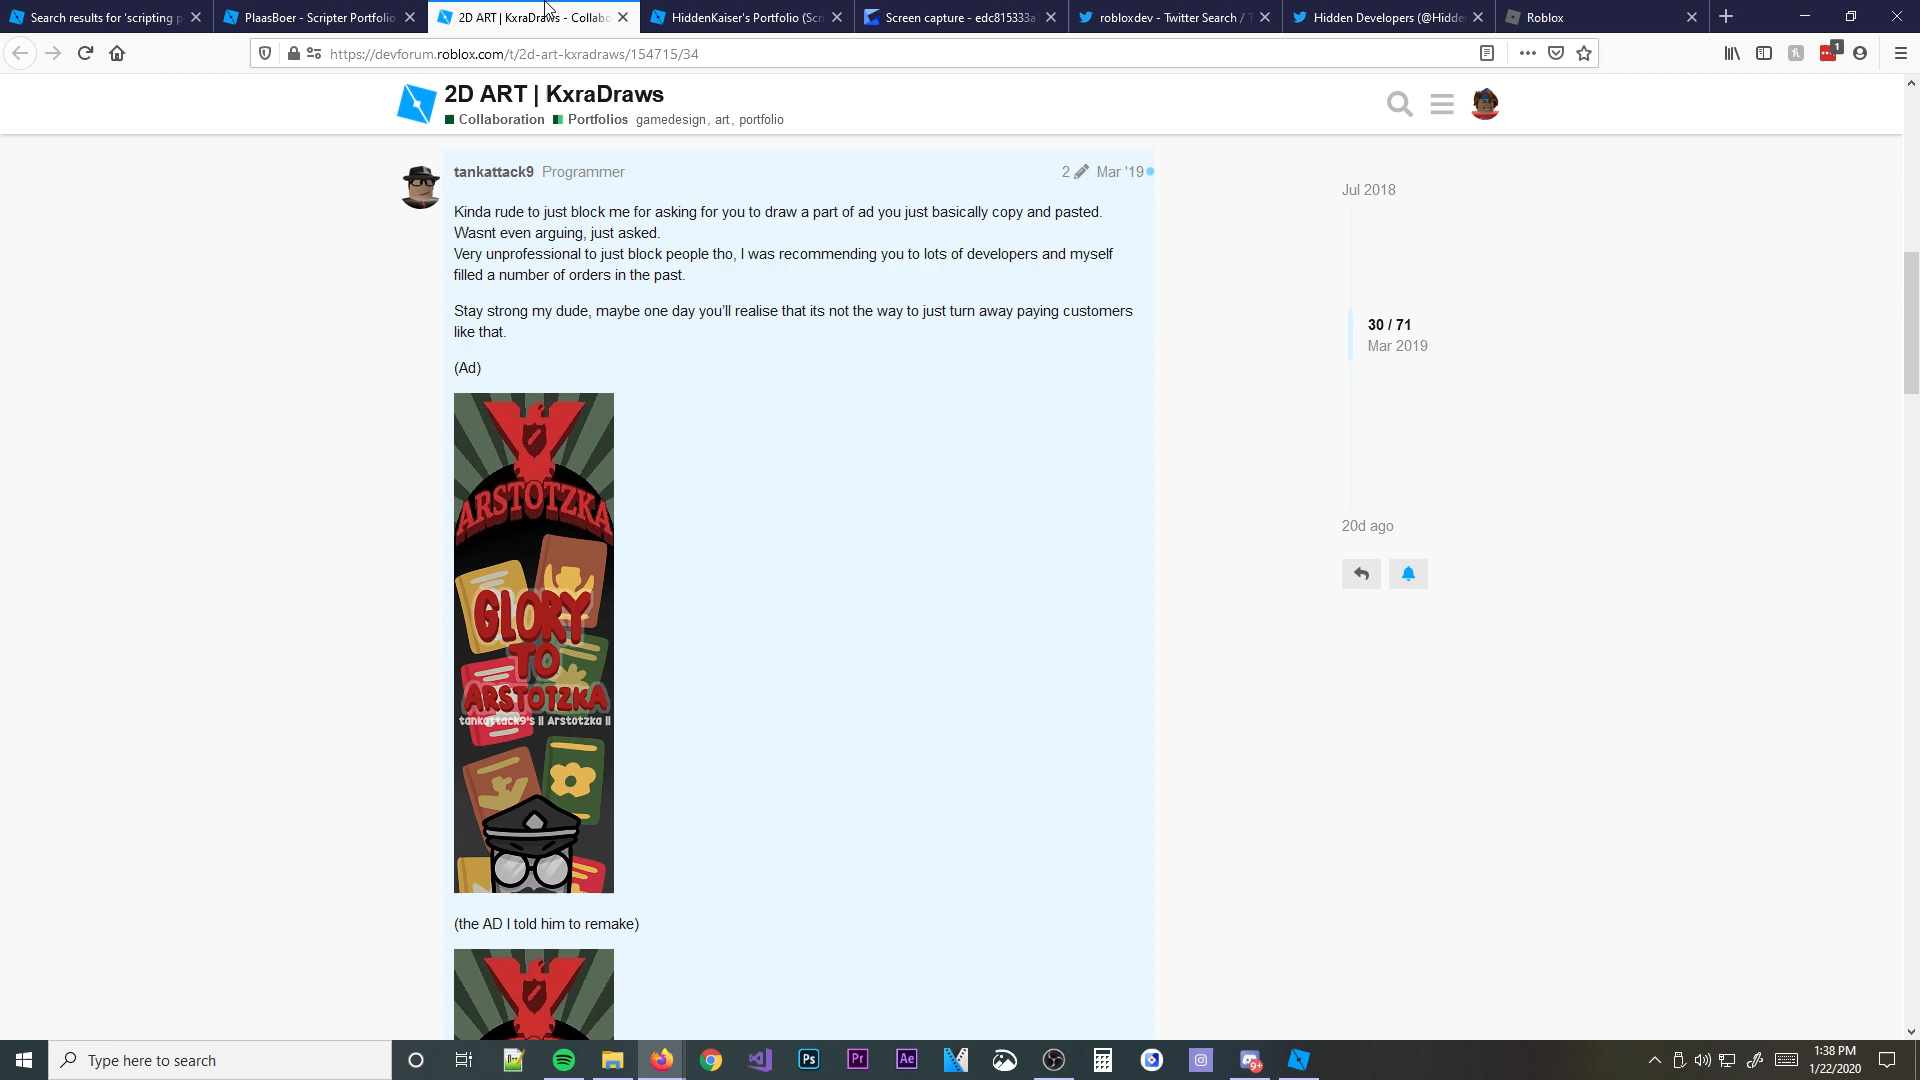 Search results for 'scripting p
PlaasBoer - Scripter Portfolio
2D ART | KxraDraws - Collabo
HiddenKaiser's Portfolio (Scri
Screen capture - edc815333a
robloxdev - Twitter Search / T
Hidden Developers (@Hidde
Roblox
https://devforum.roblox.com/t/2d-art-kxradraws/154715/34
1
2D ART | KxraDraws
Collaboration Portfolios gamedesign, art, portfolio
tankattack9 Programmer 2 Mar '19
Kinda rude to just block me for asking for you to draw a part of ad you just basically copy and pasted.
Wasnt even arguing, just asked.
Very unprofessional to just block people tho, I was recommending you to lots of developers and myself
filled a number of orders in the past.
Stay strong my dude, maybe one day you'll realise that its not the way to just turn away paying customers
like that.
(Ad)
ARSTOTZKA
GLORY
TO
ARSTOTZKA
tankattack9's || Arstotzka ||
(the AD I told him to remake)
Jul 2018
30 / 71
Mar 2019
20d ago
Type here to search
Ps
Pr
Ae
9+
1:38 PM
1/22/2020